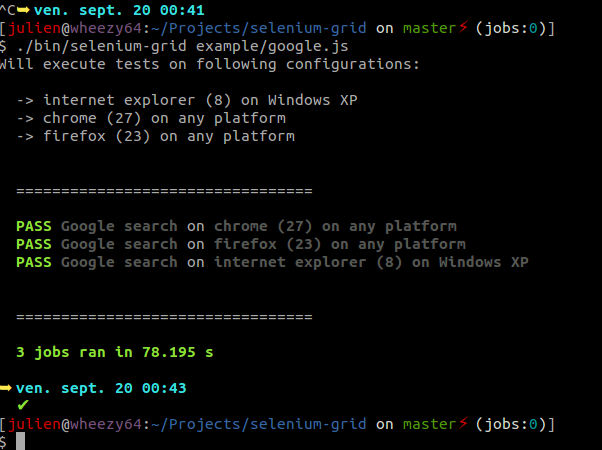 ^C➥ ven. sept. 20 00:41
[julien@wheezy64:~/Projects/selenium-grid on master⚡ (jobs:0)]
$ ./bin/selenium-grid example/google.js
Will execute tests on following configurations:
-> internet explorer (8) on Windows XP
-> chrome (27) on any platform
-> firefox (23) on any platform
=================================
PASS Google search on chrome (27) on any platform
PASS Google search on firefox (23) on any platform
PASS Google search on internet explorer (8) on Windows XP
=================================
3 jobs ran in 78.195 s
➥ ven. sept. 20 00:43
✔
[julien@wheezy64:~/Projects/selenium-grid on master⚡ (jobs:0)]
$